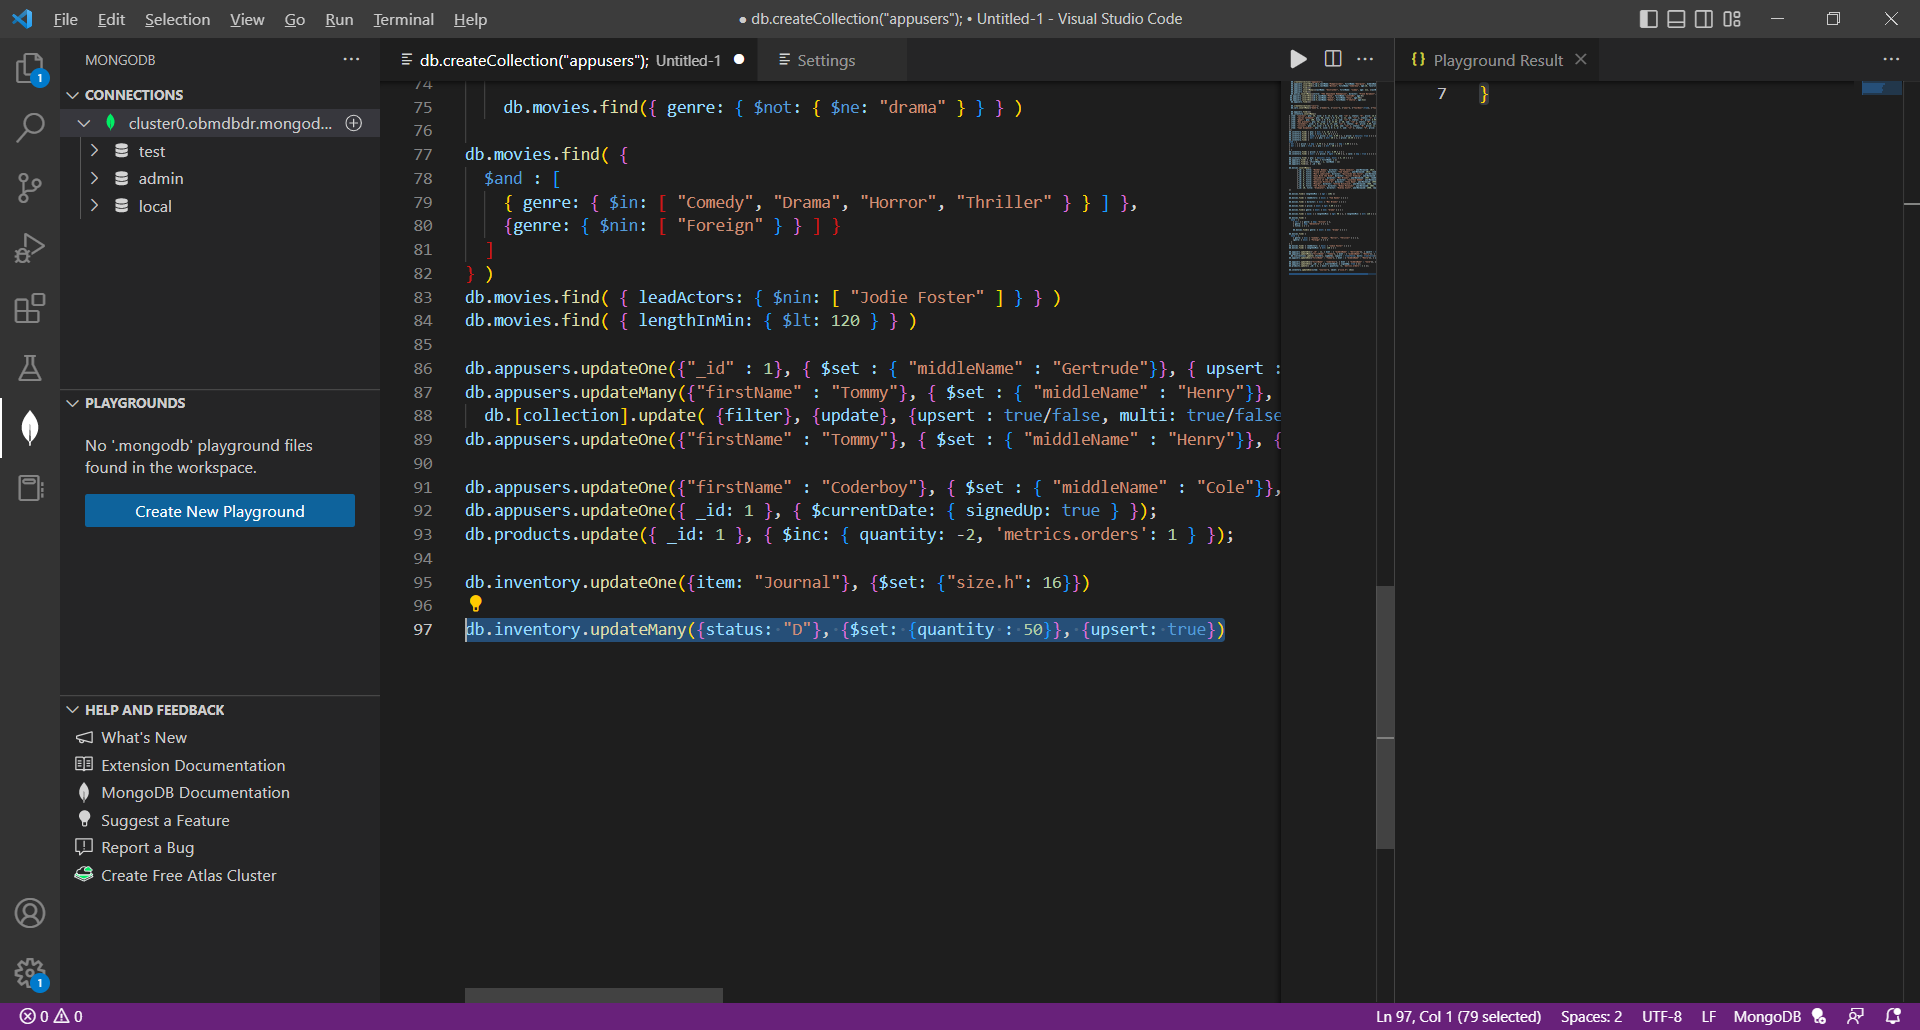 File Edit Selection View Go Run Terminal Help
● db.createCollection("appusers"); • Untitled-1 - Visual Studio Code
MONGODB
CONNECTIONS
cluster0.obmdbdr.mongod...
test
admin
local
PLAYGROUNDS
No '.mongodb' playground files
found in the workspace.
Create New Playground
HELP AND FEEDBACK
What's New
Extension Documentation
MongoDB Documentation
Suggest a Feature
Report a Bug
Create Free Atlas Cluster
1
1
db.createCollection("appusers"); Untitled-1 ●
Settings
74
75 db.movies.find({ genre: { $not: { $ne: "drama" } } } )
76
77 db.movies.find( {
78 $and : [
79 { genre: { $in: [ "Comedy", "Drama", "Horror", "Thriller" } } ] },
80 {genre: { $nin: [ "Foreign" } } ] }
81 ]
82 } )
83 db.movies.find( { leadActors: { $nin: [ "Jodie Foster" ] } } )
84 db.movies.find( { lengthInMin: { $lt: 120 } } )
85
86 db.appusers.updateOne({"_id" : 1}, { $set : { "middleName" : "Gertrude"}}, { upsert :
87 db.appusers.updateMany({"firstName" : "Tommy"}, { $set : { "middleName" : "Henry"}},
88 db.[collection].update( {filter}, {update}, {upsert : true/false, multi: true/false
89 db.appusers.updateOne({"firstName" : "Tommy"}, { $set : { "middleName" : "Henry"}}, {
90
91 db.appusers.updateOne({"firstName" : "Coderboy"}, { $set : { "middleName" : "Cole"}},
92 db.appusers.updateOne({ _id: 1 }, { $currentDate: { signedUp: true } });
93 db.products.update({ _id: 1 }, { $inc: { quantity: -2, 'metrics.orders': 1 } });
94
95 db.inventory.updateOne({item: "Journal"}, {$set: {"size.h": 16}})
96
97 db.inventory.updateMany({status: "D"}, {$set: {quantity : 50}}, {upsert: true})
{} Playground Result
7 }
0 0
Ln 97, Col 1 (79 selected) Spaces: 2 UTF-8 LF MongoDB